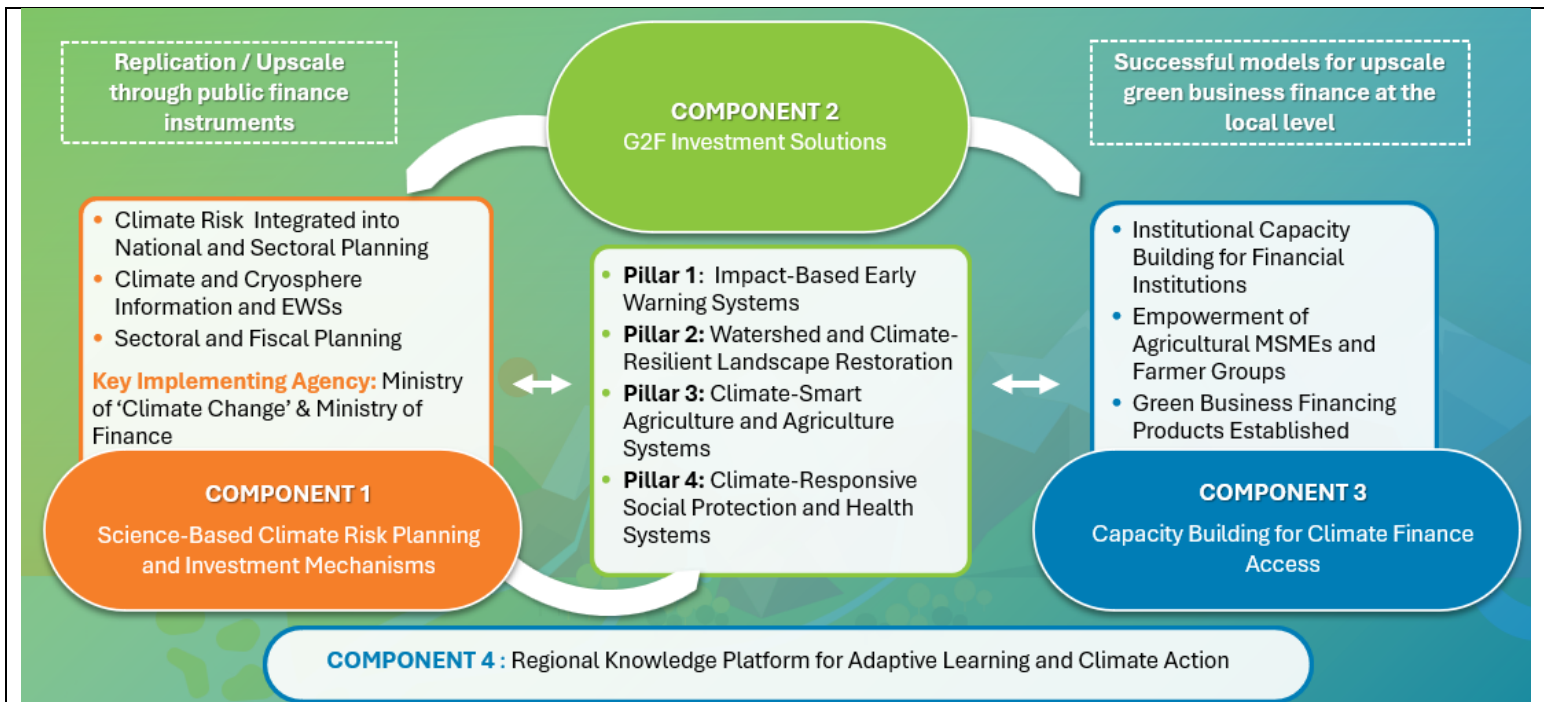 Replication / Upscale
through public finance
instruments
COMPONENT 2
G2F Investment Solutions
Successful models for upscale
green business finance at the
local level
• Climate Risk Integrated into
National and Sectoral Planning
• Climate and Cryosphere
Information and EWSs
• Sectoral and Fiscal Planning
Key Implementing Agency: Ministry
of ‘Climate Change’ & Ministry of
Finance
COMPONENT 1
Science-Based Climate Risk Planning
and Investment Mechanisms
• Pillar 1: Impact-Based Early
Warning Systems
• Pillar 2: Watershed and Climate-
Resilient Landscape Restoration
• Pillar 3: Climate-Smart
Agriculture and Agriculture
Systems
• Pillar 4: Climate-Responsive
Social Protection and Health
Systems
• Institutional Capacity
Building for Financial
Institutions
• Empowerment of
Agricultural MSMEs and
Farmer Groups
• Green Business Financing
Products Established
COMPONENT 3
Capacity Building for Climate Finance
Access
COMPONENT 4 : Regional Knowledge Platform for Adaptive Learning and Climate Action